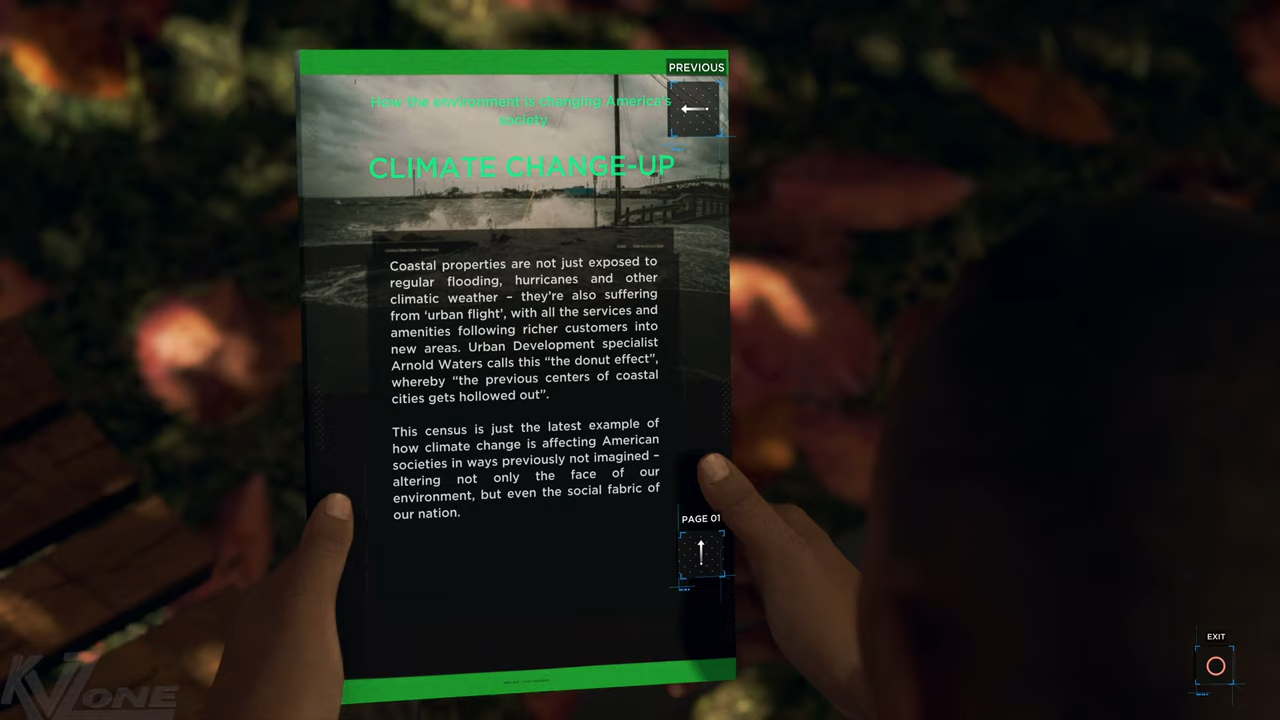 PREVIOUS
How the environment is changing America's
society
CLIMATE CHANGE-UP
Coastal properties are not just exposed to
regular flooding, hurricanes and other
climatic weather – they're also suffering
from 'urban flight', with all the services and
amenities following richer customers into
new areas. Urban Development specialist
Arnold Waters calls this “the donut effect”,
whereby “the previous centers of coastal
cities gets hollowed out”.
This census is just the latest example of
how climate change is affecting American
societies in ways previously not imagined –
altering not only the face of our
environment, but even the social fabric of
our nation.
PAGE 01
EXIT
KVZONE